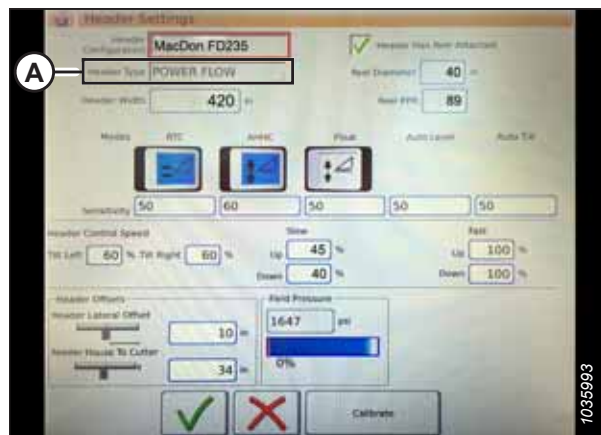 Header Settings
Header Configuration MacDon FD235
Header Has Reel Attached
A
Header Type POWER FLOW
Reel Diameter 40 in
Header Width 420 in
Reel PPR 89
Modes RTC AHHC Float Auto Level Auto Tilt
Sensitivity 50 60 50 50 50
Header Control Speed
Slow
Fast
Tilt Left 60 % Tilt Right 60 % Up 45 % Up 100 %
Down 40 % Down 100 %
Header Offsets
Field Pressure
Header Lateral Offset
10 in
1647 psi
Feeder House To Cutter
34 in
0%
Calibrate
1035993